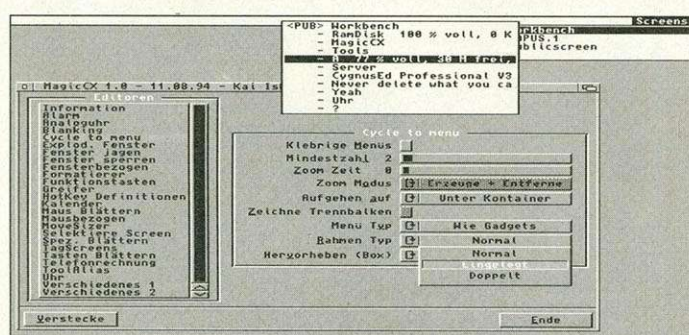 Screens
<PUB> Workbench
- RamDisk 100 % voll, 0 K
- MagicCX
- Tools
- A 77 % voll, 30 M frei,
- Server
- CygnusEd Professional V3
- Never delete what you ca
- Yeah
- Uhr
- ?
rkbench
OPUS.1
ublicscreen
MagicCX 1.0 - 11.08.94 - Kai Is
Editoren
Information
Alarm
Analoguhr
Blanking
Cycle to menu
Explod. Fenster
Fenster jagen
Fenster sperren
Fensterbezogen
Formatierer
Funktionstasten
Greifer
HotKey Definitionen
Kalender
Maus Blättern
Mausbezogen
MoveSizer
Selektiere Screen
Spez. Blättern
TagScreens
Tasten Blättern
Telefonrechnung
ToolAlias
Uhr
Verschiedenes 1
Verschiedenes 2
Cycle to menu
Klebrige Menüs
Mindestzahl 2
Zoom Zeit 0
Zoom Modus Erzeuge + Entferne
Aufgehen auf Unter Kontainer
Zeichne Trennbalken
Menü Typ Wie Gadgets
Rahmen Typ Normal
Hervorheben (Box) Normal
Eingelegt
Doppelt
Verstecke
Ende